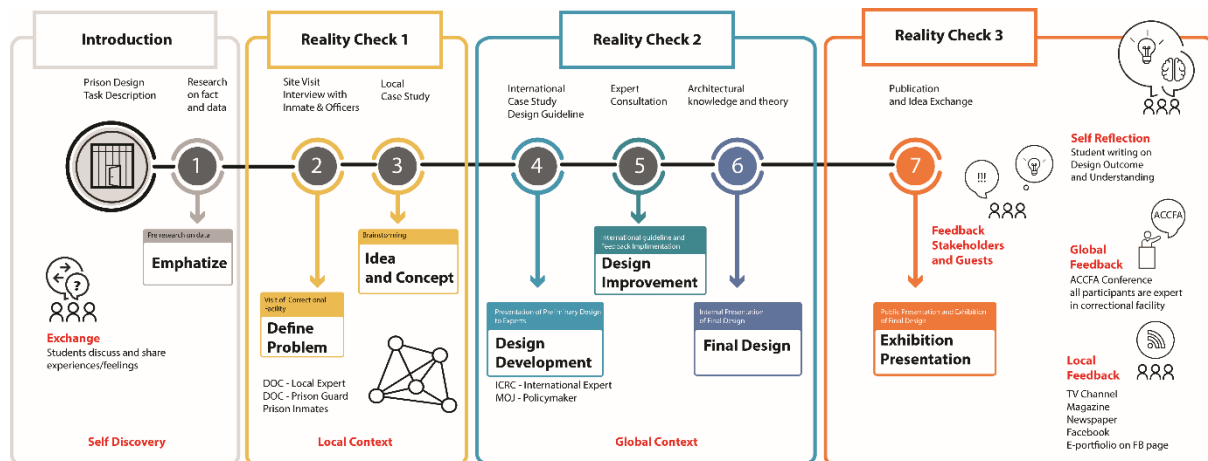 Introduction
Prison Design
Task Description
Research
on fact
and data
1
Pre research on data
Emphatize
?
Exchange
Students discuss and share
experiences/feelings
Self Discovery
Reality Check 1
Site Visit
Interview with
Inmate & Officers
Local
Case Study
2
3
Brainstorming
Idea
and Concept
Visit of Correctional
Facility
Define
Problem
DOC - Local Expert
DOC - Prison Guard
Prison Inmates
Local Context
Reality Check 2
International
Case Study
Design Guideline
Expert
Consultation
Architectural
knowledge and theory
4
5
6
International guideline and
Feedback Implimentation
Design
Improvement
Presentation of Preliminary Design
to Experts
Design
Development
ICRC - International Expert
MOJ - Policymaker
Internal Presentation
of Final Design
Final Design
Global Context
Reality Check 3
Publication
and Idea Exchange
7
!!!
Feedback
Stakeholders
and Guests
Public Presentation and Exhibition
of Final Design
Exhibition
Presentation
Self Reflection
Student writing on
Design Outcome
and Understanding
ACCFA
Global Feedback
ACCFA Conference
all participants are expert
in correctional facility
Local
Feedback
TV Channel
Magazine
Newspaper
Facebook
E-portfiolio on FB page